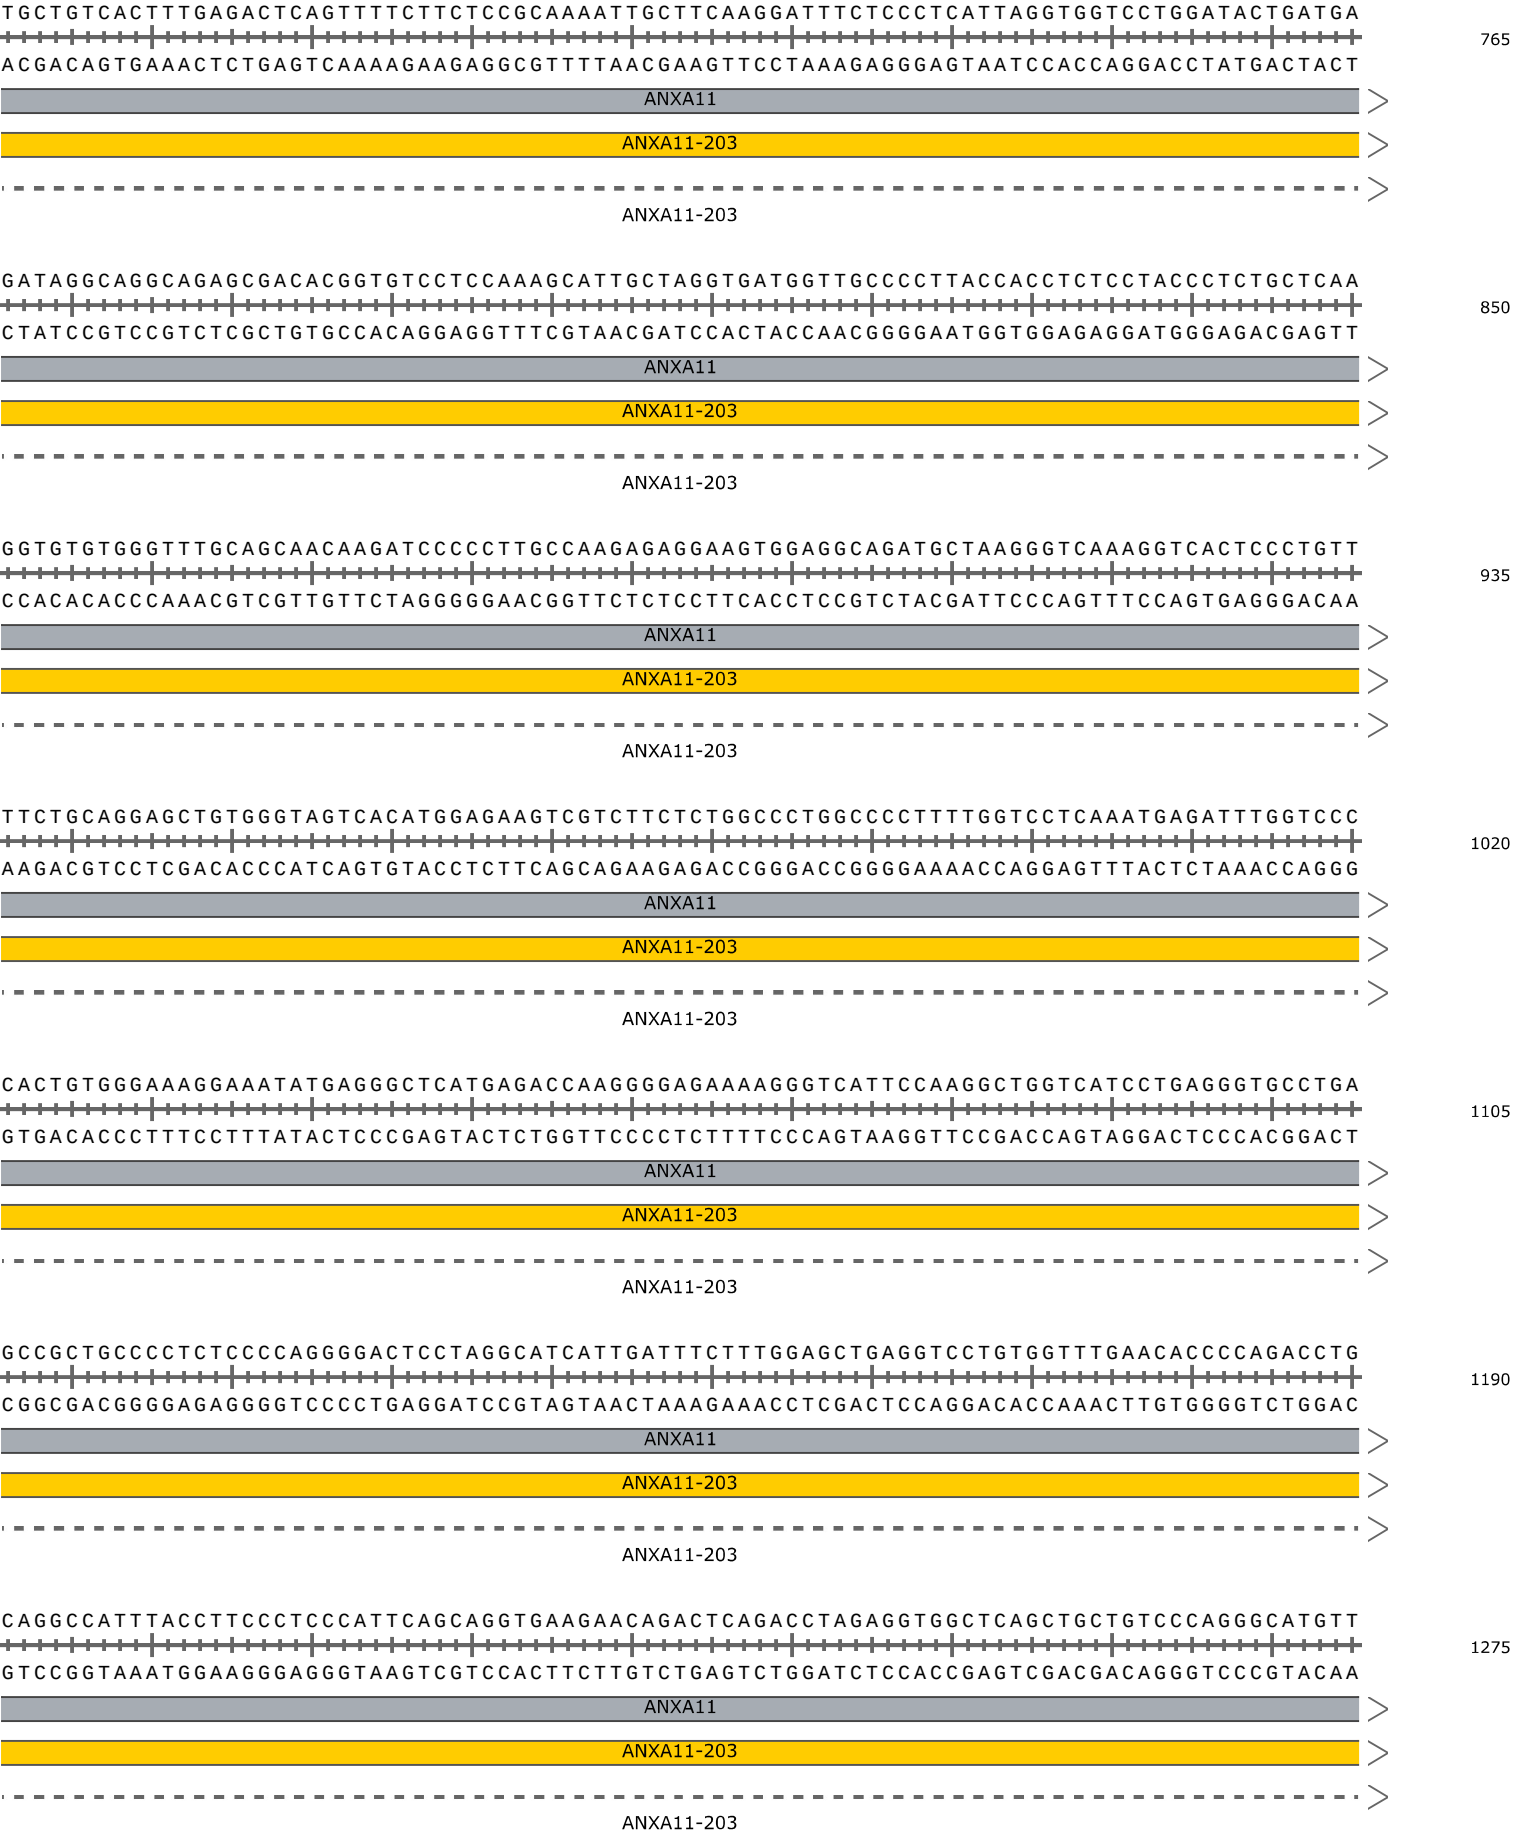 TGCTGTCACTTTGAGACTCAGTTTTCTTCTCCGCAAAATTGCTTCAAGGATTTCTCCCTCATTAGGTGGTCCTGGATACTGATGA
765
ACGACAGTGAAACTCTGAGTCAAAAGAAGAGGCGTTTTAACGAAGTTCCTAAAGAGGGAGTAATCCACCAGGACCTATGACTACT
ANXA11
ANXA11-203
ANXA11-203
GATAGGCAGGCAGAGCGACACGGTGTCCTCCAAAGCATTGCTAGGTGATGGTTGCCCCTTACCACCTCTCCTACCCTCTGCTCAA
850
CTATCCGTCCGTCTCGCTGTGCCACAGGAGGTTTCGTAACGATCCACTACCAACGGGGAATGGTGGAGAGGATGGGAGACGAGTT
ANXA11
ANXA11-203
ANXA11-203
GGTGTGTGGGTTTGCAGCAACAAGATCCCCCTTGCCAAGAGAGGAAGTGGAGGCAGATGCTAAGGGTCAAAGGTCACTCCCTGTT
935
CCACACACCCAAACGTCGTTGTTCTAGGGGGAACGGTTCTCTCCTTCACCTCCGTCTACGATTCCCAGTTTCCAGTGAGGGACAA
ANXA11
ANXA11-203
ANXA11-203
TTCTGCAGGAGCTGTGGGTAGTCACATGGAGAAGTCGTCTTCTCTGGCCCTGGCCCCTTTTGGTCCTCAAATGAGATTTGGTCCC
1020
AAGACGTCCTCGACACCCATCAGTGTACCTCTTCAGCAGAAGAGACCGGGACCGGGGAAAACCAGGAGTTTACTCTAAACCAGGG
ANXA11
ANXA11-203
ANXA11-203
CACTGTGGGAAAGGAAATATGAGGGCTCATGAGACCAAGGGGAGAAAAGGGTCATTCCAAGGCTGGTCATCCTGAGGGTGCCTGA
1105
GTGACACCCTTTCCTTTATACTCCCGAGTACTCTGGTTCCCCTCTTTTCCCAGTAAGGTTCCGACCAGTAGGACTCCCACGGACT
ANXA11
ANXA11-203
ANXA11-203
GCCGCTGCCCCTCTCCCCAGGGGACTCCTAGGCATCATTGATTTCTTTGGAGCTGAGGTCCTGTGGTTTGAACACCCCAGACCTG
1190
CGGCGACGGGGAGAGGGGTCCCCTGAGGATCCGTAGTAACTAAAGAAACCTCGACTCCAGGACACCAAACTTGTGGGGTCTGGAC
ANXA11
ANXA11-203
ANXA11-203
CAGGCCATTTACCTTCCCTCCCATTCAGCAGGTGAAGAACAGACTCAGACCTAGAGGTGGCTCAGCTGCTGTCCCAGGGCATGTT
1275
GTCCGGTAAATGGAAGGGAGGGTAAGTCGTCCACTTCTTGTCTGAGTCTGGATCTCCACCGAGTCGACGACAGGGTCCCGTACAA
ANXA11
ANXA11-203
ANXA11-203